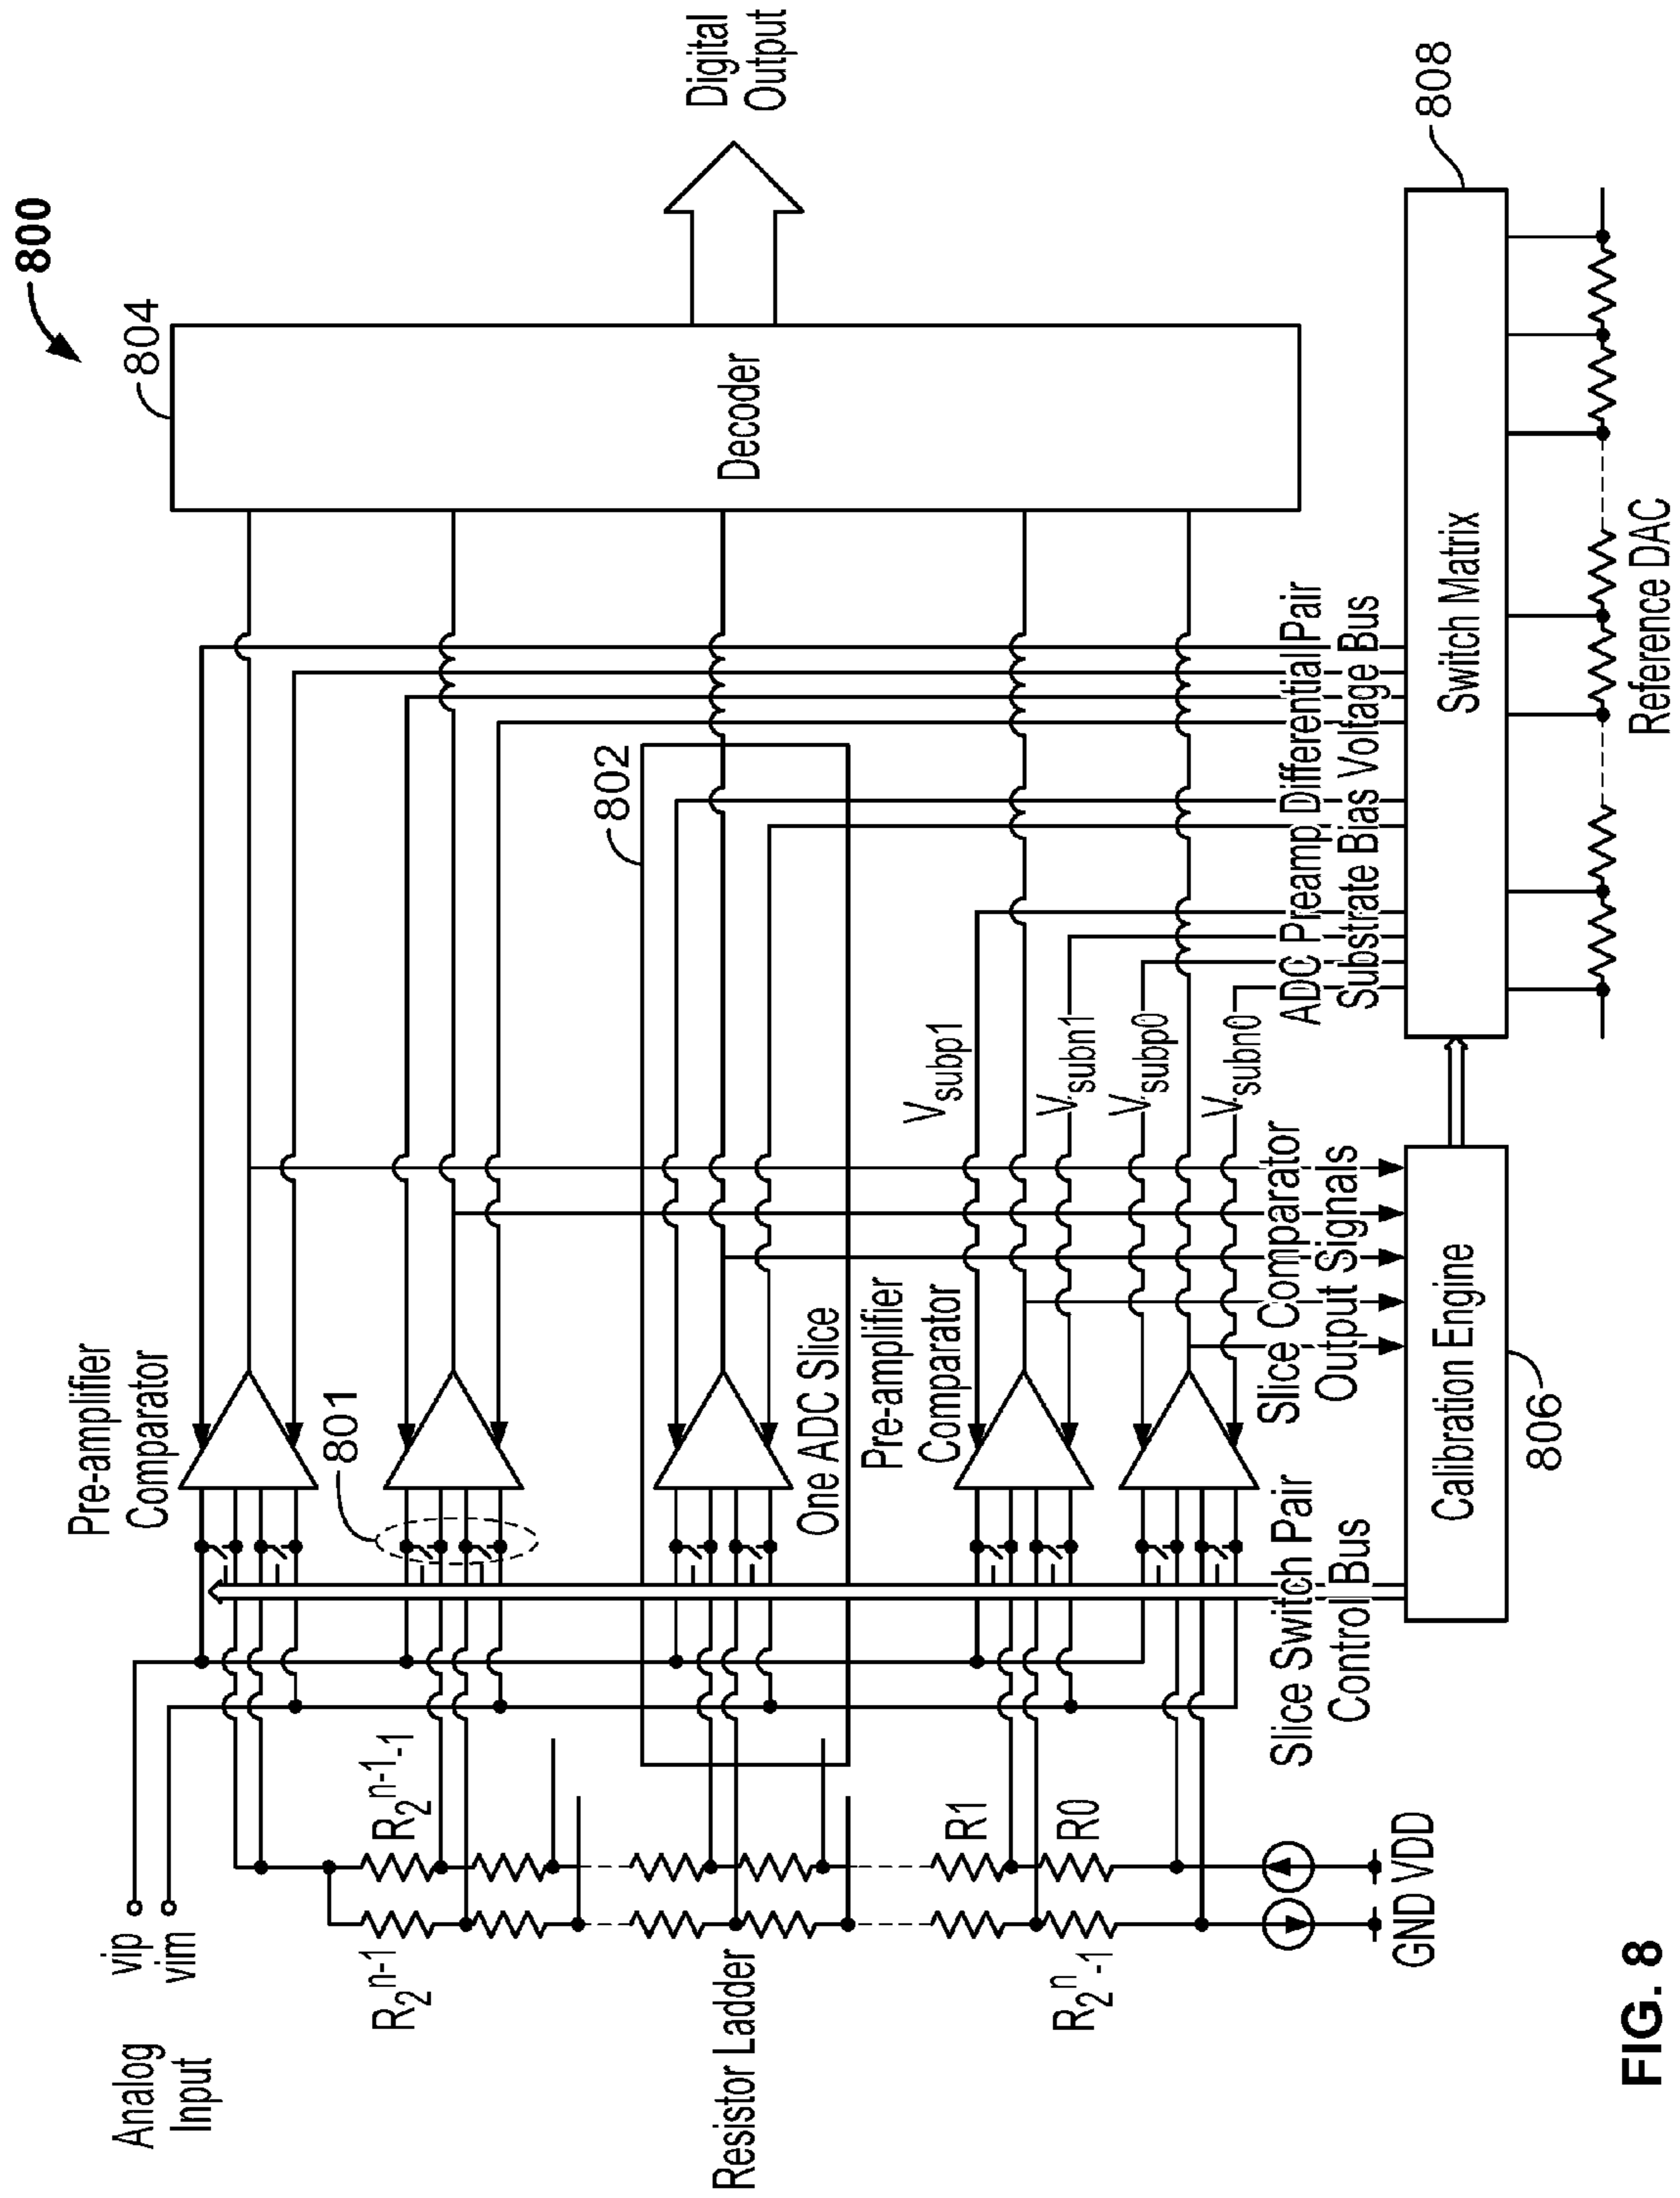 800
Analog
Input
vip
vim
Pre-amplifier
Comparator
804
Decoder
Digital
Output
801
R2^n-1
R2^n-1-1
802
One ADC Slice
Resistor Ladder
Pre-amplifier
Comparator
R1
R0
R2^n-1
Vsubp1
Vsubn1
Vsubp0
Vsubn0
GND VDD
Slice Switch Pair
Control Bus
Slice Comparator
Output Signals
ADC Preamp Differential Pair
Substrate Bias Voltage Bus
Calibration Engine
806
Switch Matrix
808
Reference DAC
FIG. 8